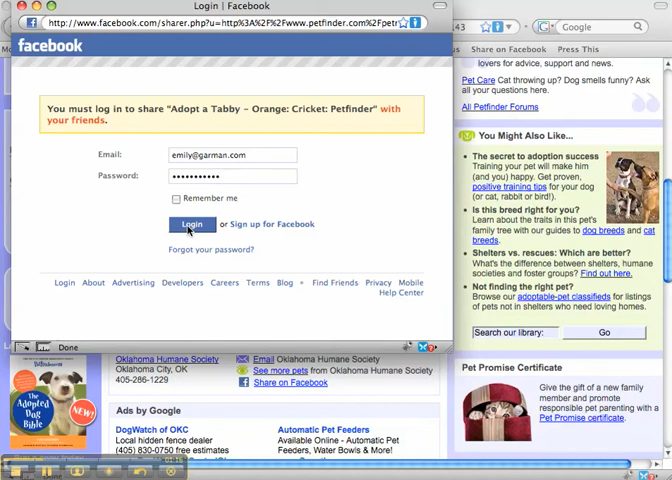 Login | Facebook
http://www.facebook.com/sharer.php?u=http%3A%2F%2Fwww.petfinder.com%2Fpetr
43
Google
Share on Facebook
Press This
facebook
You must log in to share "Adopt a Tabby – Orange: Cricket: Petfinder" with
your friends.
Email:
emily@garman.com
Password:
•••••••••••
Remember me
Login
or Sign up for Facebook
Forgot your password?
Login About Advertising Developers Careers Terms Blog • Find Friends Privacy Mobile
Help Center
Done
lovers for advice, support and news.
Pet Care Cat throwing up? Dog smells funny? Ask
all your questions here.
All Petfinder Forums
You Might Also Like...
The secret to adoption success
Training your pet will make him
(and you) happy. Get proven,
positive training tips for your
dog (or cat, rabbit or bird!).
Is this breed right for you?
Learn about the traits in this pet's
family tree with our guides to dog breeds and cat
breeds.
Shelters vs. rescues: Which are better?
What's the difference between shelters, humane
societies and foster groups? Find out here.
Not finding the right pet?
Browse our adoptable-pet classifieds for listings
of pets not in shelters who need loving homes.
Search our library:
Go
Pet Promise Certificate
Give the gift of a new family
member and promote
responsible pet parenting with a
Pet Promise certificate.
Oklahoma Humane Society
Oklahoma City, OK
405-286-1229
Email Oklahoma Humane Society
See more pets from this group
Share on Facebook
The
Adopted
Dog
Bible
NEW!
Ads by Google
DogWatch of OKC
Local hidden fence dealer
(405) 830-0750 free estimate
Automatic Pet Feeders
Available Online - Automatic Pet
Feeders, Water Bowls & More!